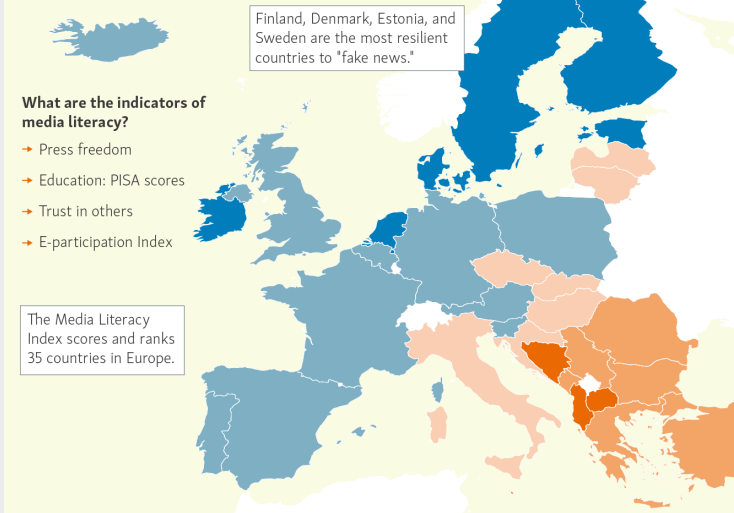 Finland, Denmark, Estonia, and
Sweden are the most resilient
countries to "fake news."
What are the indicators of
media literacy?
→ Press freedom
→ Education: PISA scores
→ Trust in others
→ E-participation Index
The Media Literacy
Index scores and ranks
35 countries in Europe.